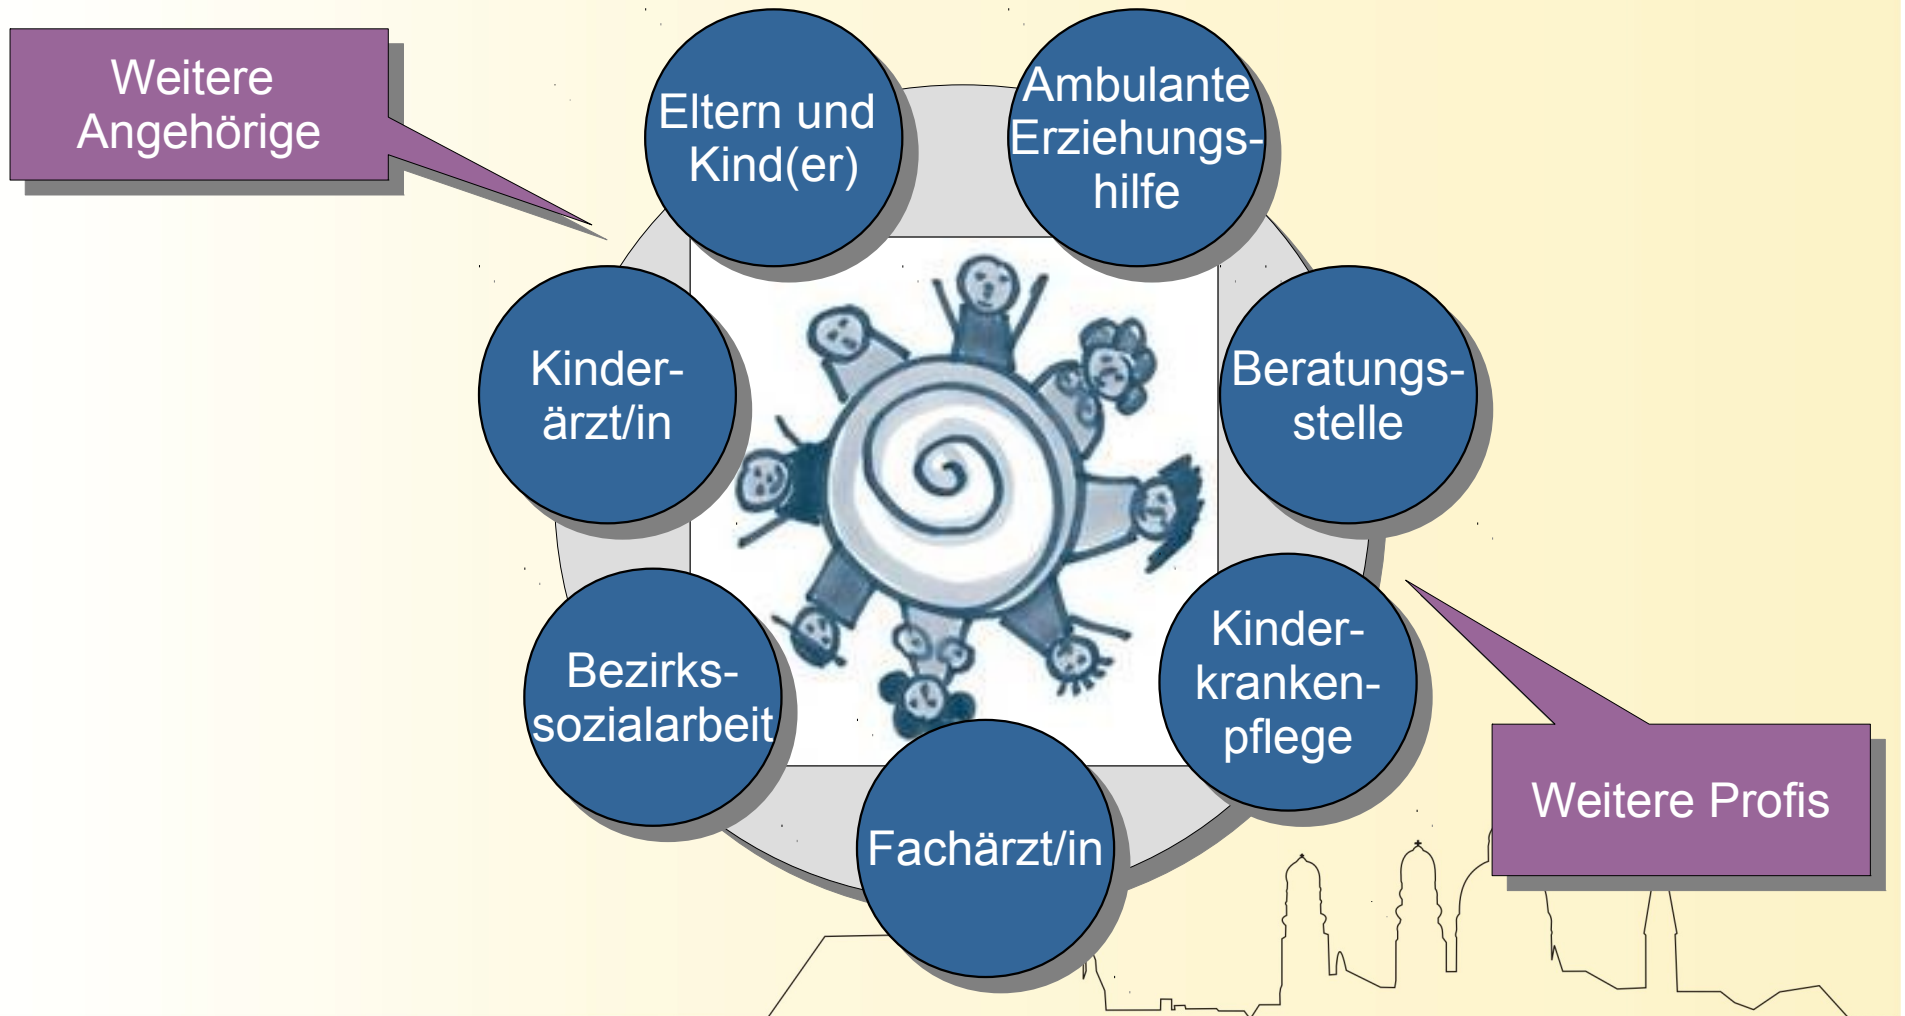 Weitere
Angehörige
Eltern und
Kind(er)
Ambulante
Erziehungs-
hilfe
Kinder-
ärzt/in
Beratungs-
stelle
Bezirks-
sozialarbeit
Kinder-
kranken-
pflege
Fachärzt/in
Weitere Profis